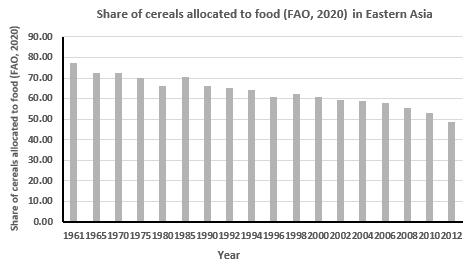 Share of cereals allocated to food (FAO, 2020) in Eastern Asia
Share of cereals allocated to food (FAO, 2020)
90.00
80.00
70.00
60.00
50.00
40.00
30.00
20.00
10.00
0.00
1961 1965 1970 1975 1980 1985 1990 1992 1994 1996 1998 2000 2002 2004 2006 2008 2010 2012
Year